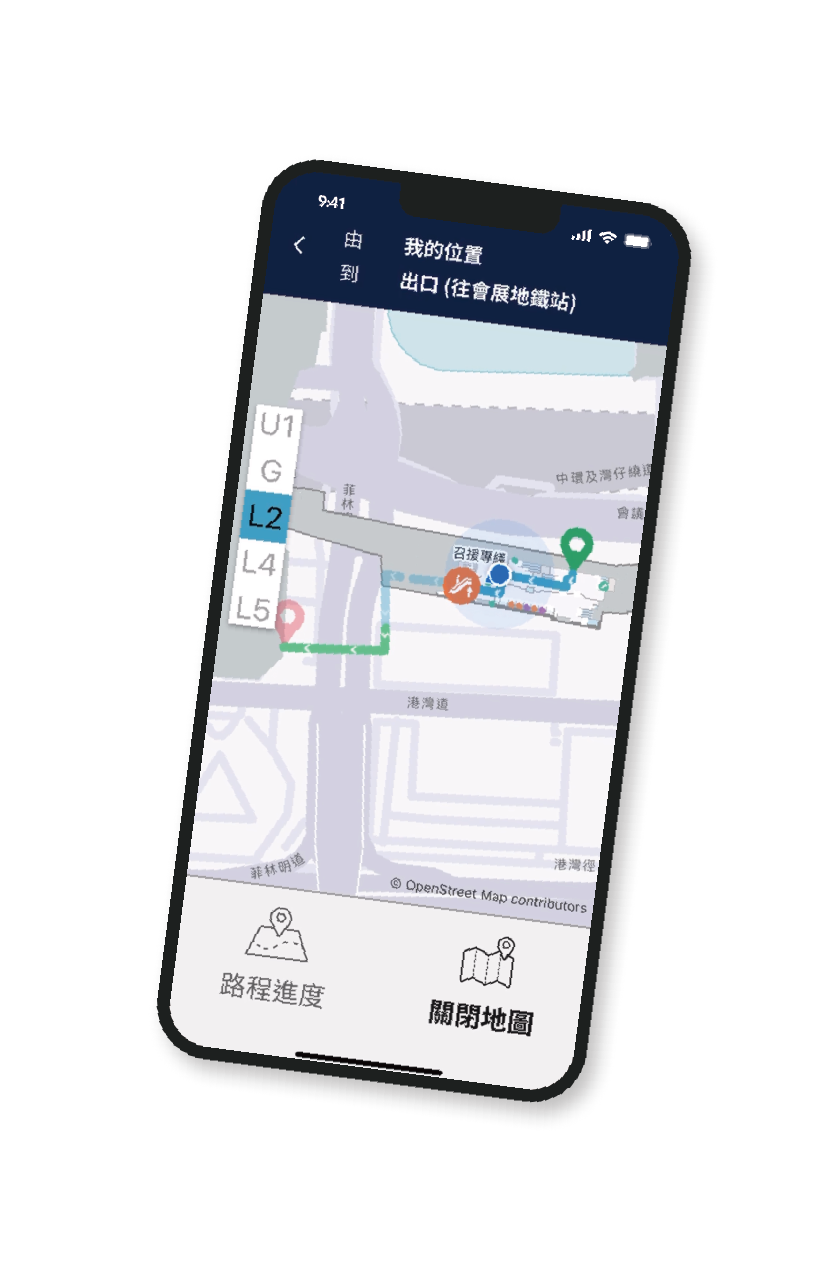 9:41
由 我的位置
到 出口 (往會展地鐵站)
U1
G
L2
L4
L5
中環及灣仔繞道
菲林
會議
召援專線
港灣道
港灣徑
菲林明道
© OpenStreet Map contributors
路程進度
關閉地圖